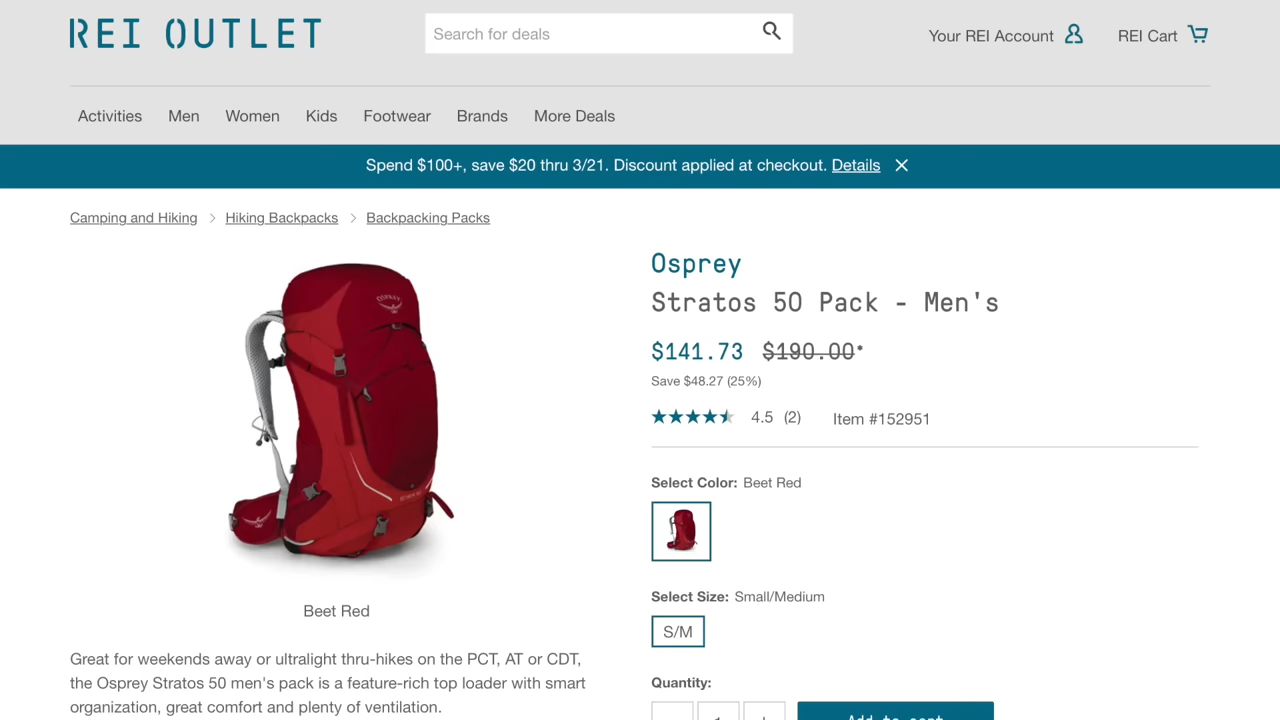 REI OUTLET
Search for deals
Your REI Account
REI Cart
Activities Men Women Kids Footwear Brands More Deals
Spend $100+, save $20 thru 3/21. Discount applied at checkout. Details
Camping and Hiking > Hiking Backpacks > Backpacking Packs
OSPREY
Beet Red
Great for weekends away or ultralight thru-hikes on the PCT, AT or CDT,
the Osprey Stratos 50 men's pack is a feature-rich top loader with smart
organization, great comfort and plenty of ventilation.
Osprey
Stratos 50 Pack - Men's
$141.73 $190.00*
Save $48.27 (25%)
4.5 (2) Item #152951
Select Color: Beet Red
Select Size: Small/Medium
S/M
Quantity:
Add to cart